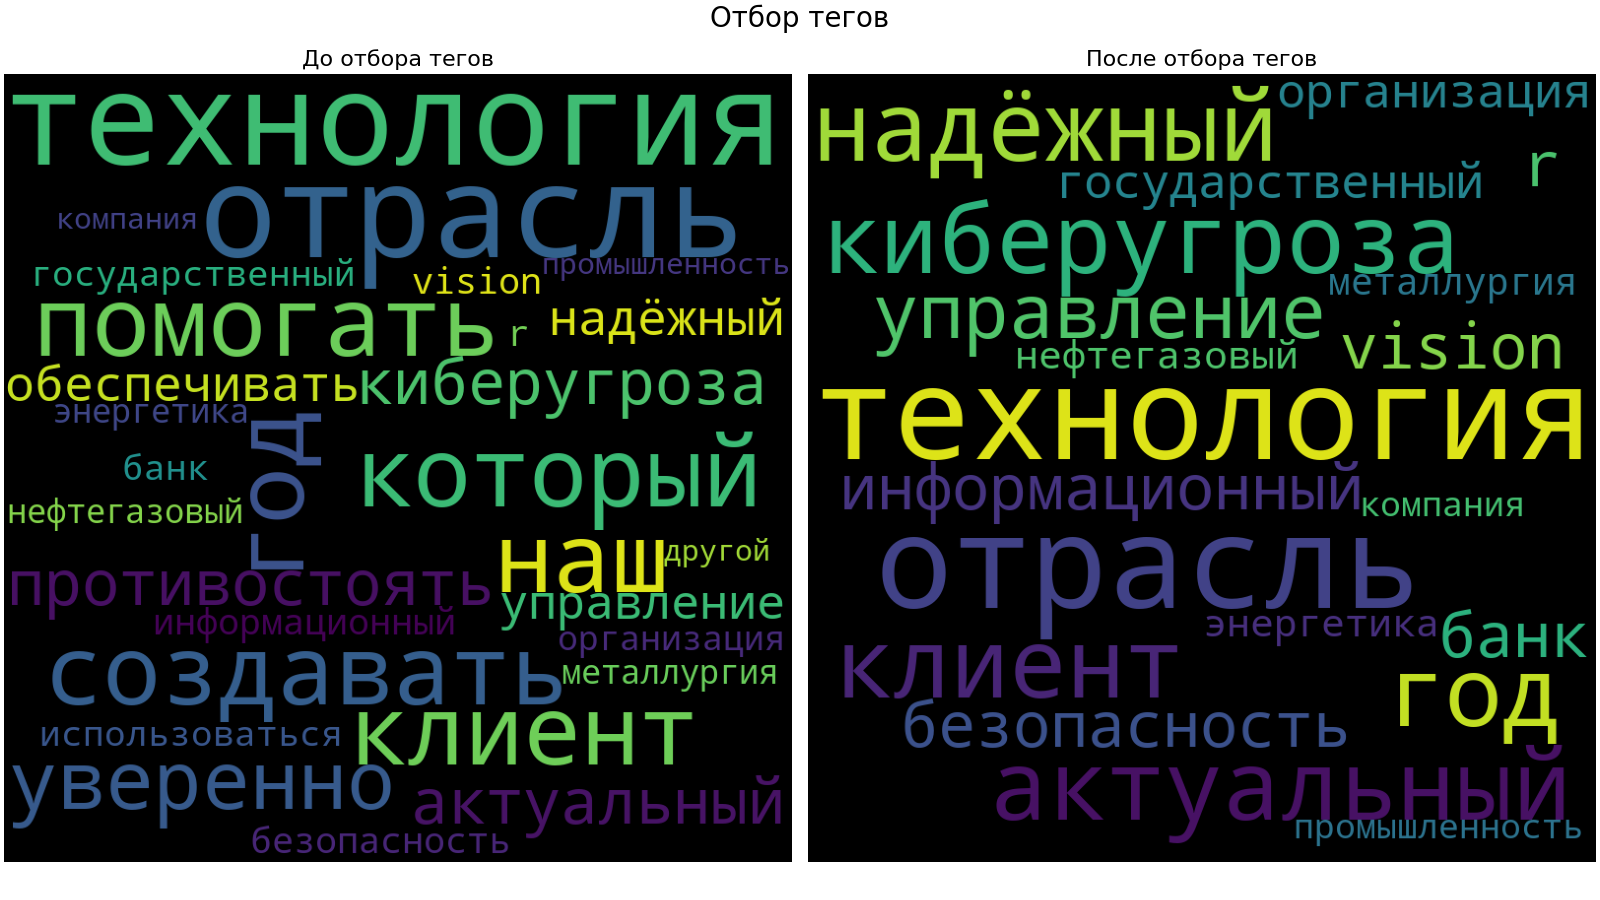 Отбор тегов
До отбора тегов
технология
отрасль
компания
государственный
vision
промышленность
помогать
r
надёжный
обеспечивать
киберугроза
энергетика
год
банк
который
нефтегазовый
наш
другой
противостоять
управление
информационный
организация
создавать
металлургия
использоваться
клиент
уверенно
актуальный
безопасность
После отбора тегов
надёжный
организация
r
государственный
киберугроза
металлургия
управление
нефтегазовый
vision
технология
информационный
компания
отрасль
энергетика
банк
клиент
год
безопасность
актуальный
промышленность